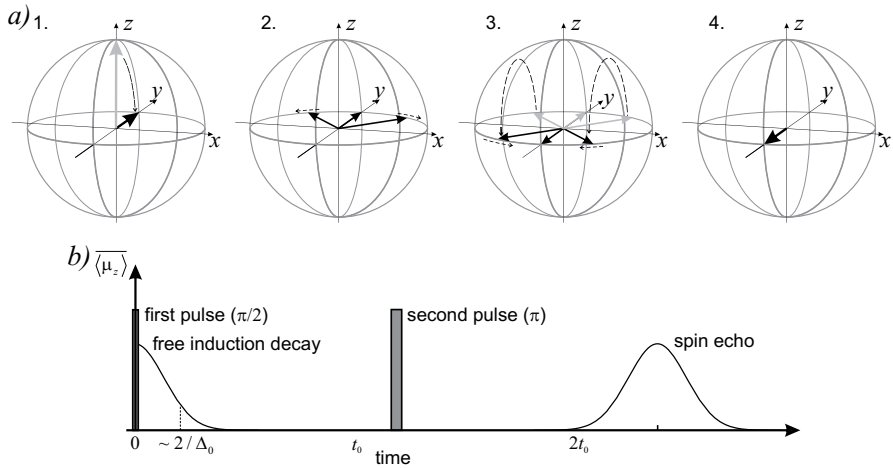 a) 1. z y x
2. z y x
3. z y x
4. z y x
b) ⟨μz⟩
first pulse (π/2)
second pulse (π)
free induction decay
spin echo
0 ~ 2 / Δ0 t0 2t0
time